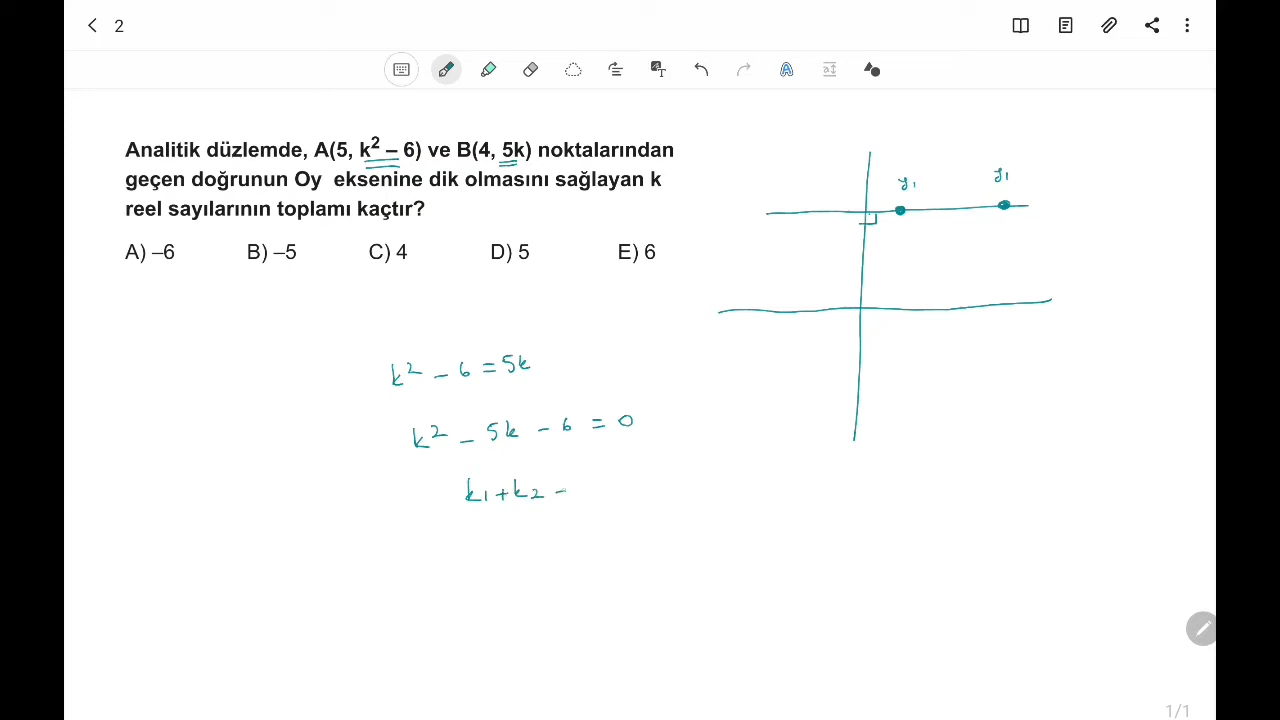 2
Analitik düzlemde, A(5, k² – 6) ve B(4, 5k) noktalarından
geçen doğrunun Oy eksenine dik olmasını sağlayan k
reel sayılarının toplamı kaçtır?
A) –6 B) –5 C) 4 D) 5 E) 6
y₁ y₁
k² – 6 = 5k
k² – 5k – 6 = 0
k₁ + k₂ -
1/1